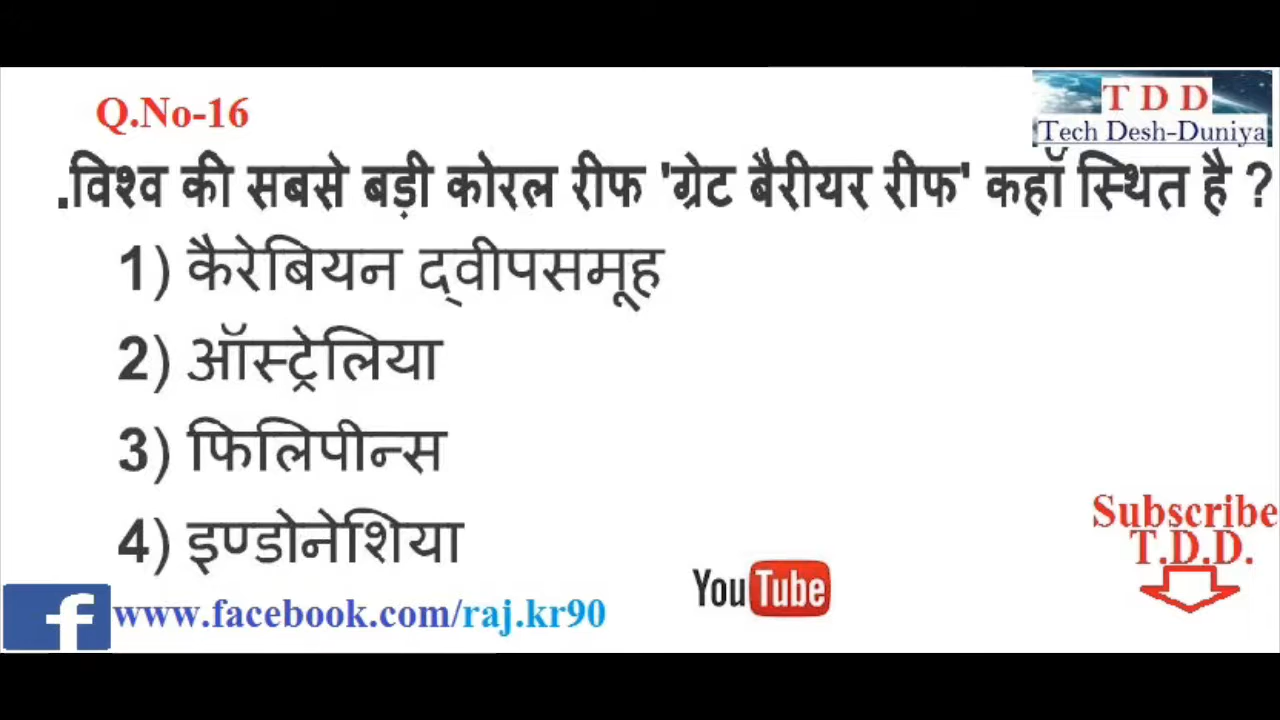 Q.No-16
T D D
Tech Desh-Duniya
.विश्व की सबसे बड़ी कोरल रीफ 'ग्रेट बैरीयर रीफ' कहॉ स्थित है ?
1) कैरेबियन द्वीपसमूह
2) ऑस्ट्रेलिया
3) फिलिपीन्स
4) इण्डोनेशिया
Subscribe
T.D.D.
YouTube
f www.facebook.com/raj.kr90